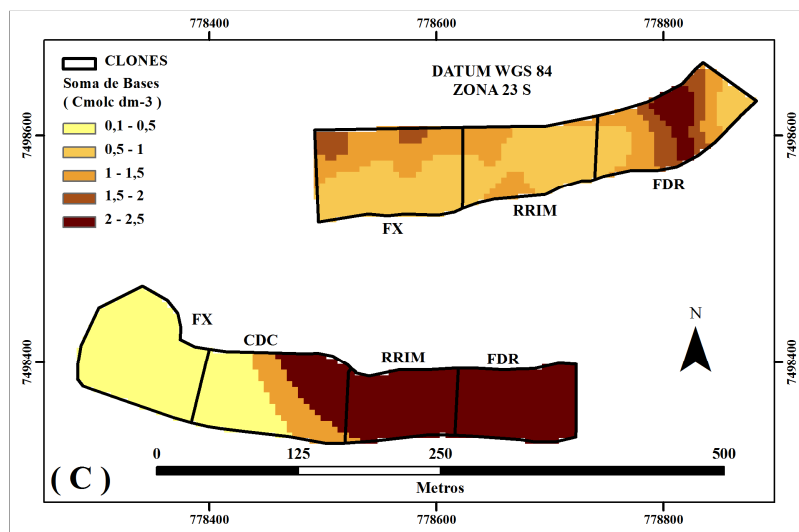 778400 778600 778800
CLONES
Soma de Bases
( Cmolc dm-3 )
0,1 - 0,5
0,5 - 1
1 - 1,5
1,5 - 2
2 - 2,5
DATUM WGS 84
ZONA 23 S
7498600 7498600
FX RRIM FDR
FX CDC RRIM FDR
N
7498400 7498400
0 125 250 500
Metros
( C )
778400 778600 778800